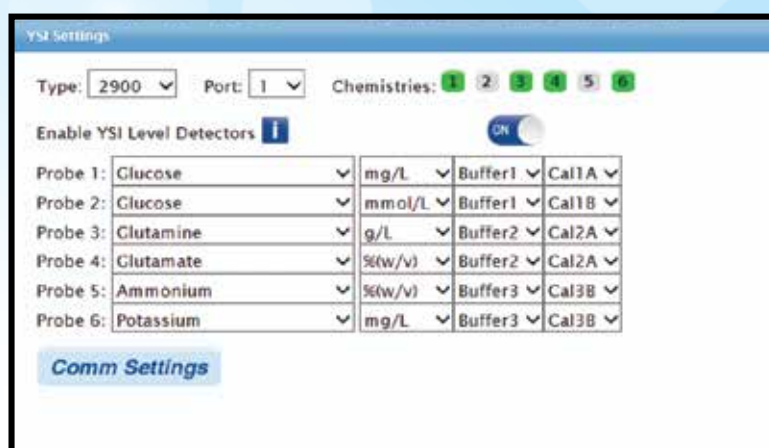 YSI Settings
Type: 2900 Port: 1 Chemistries: 1 2 3 4 5 6
Enable YSI Level Detectors i ON
Probe 1: Glucose mg/L Buffer1 Cal1A
Probe 2: Glucose mmol/L Buffer1 Cal1B
Probe 3: Glutamine g/L Buffer2 Cal2A
Probe 4: Glutamate %(w/v) Buffer2 Cal2A
Probe 5: Ammonium %(w/v) Buffer3 Cal3B
Probe 6: Potassium mg/L Buffer3 Cal3B
Comm Settings